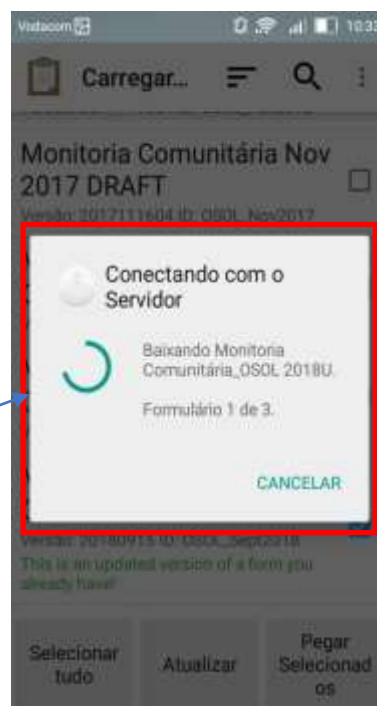 Vodacom
10:33
Carregar...
Monitoria Comunitária Nov
2017 DRAFT
Versão: 2017111604 ID: OSOL_Nov2017
Conectando com o
Servidor
Baixando Monitoria
Comunitária_OSOL 2018U.
Formulário 1 de 3.
CANCELAR
Versão: 20180913 ID: OSOL_Sept2018
This is an updated version of a form you
already have!
Selecionar
tudo
Atualizar
Pegar
Selecionad
os